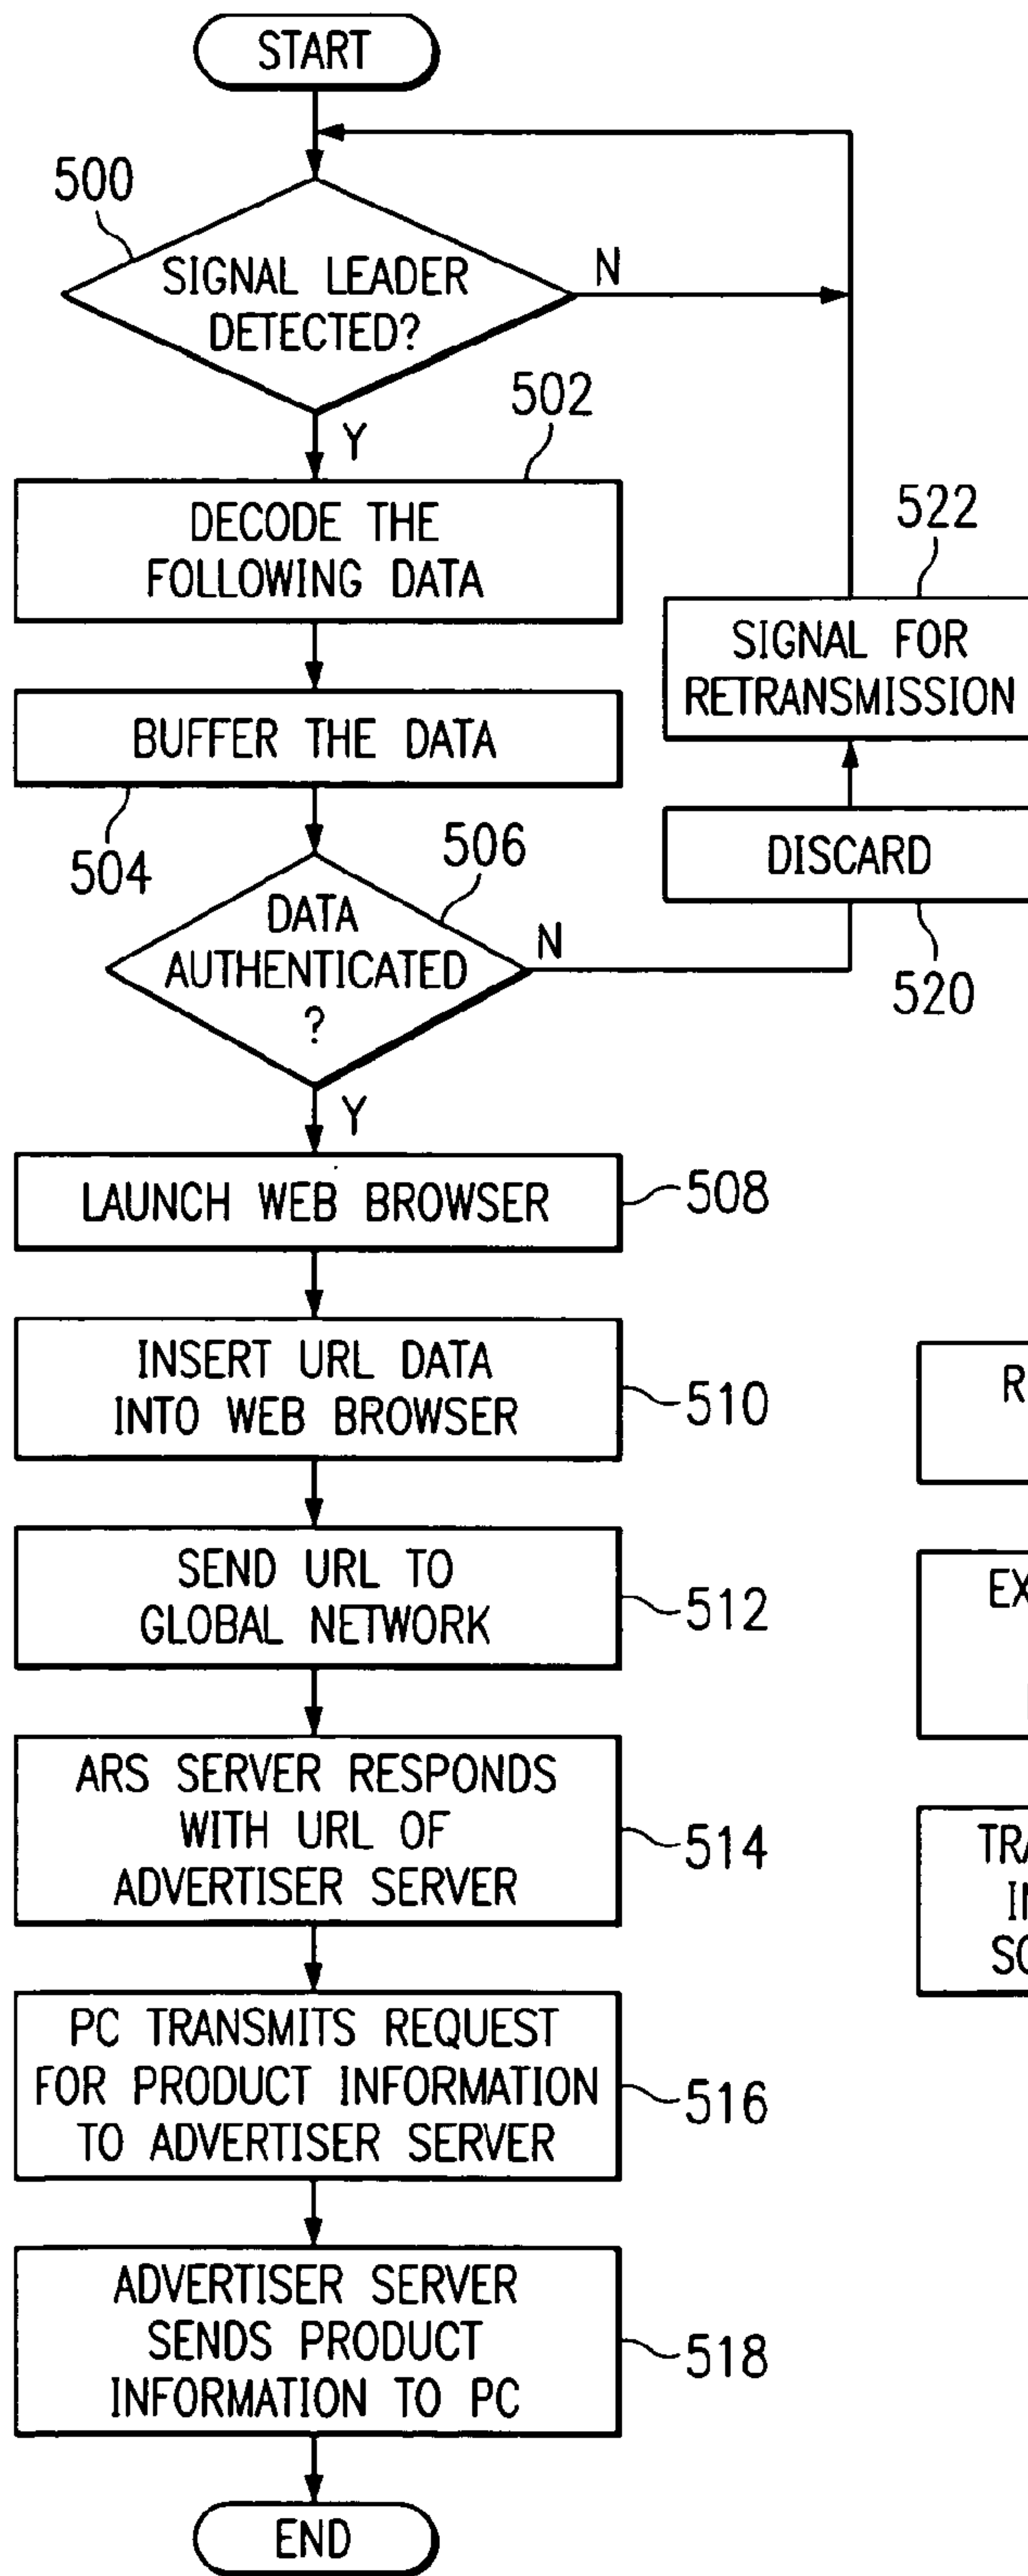 START
500
SIGNAL LEADER
DETECTED?
N
Y
502
DECODE THE
FOLLOWING DATA
522
SIGNAL FOR
RETRANSMISSION
BUFFER THE DATA
504
DISCARD
520
506
DATA
AUTHENTICATED
?
N
Y
LAUNCH WEB BROWSER
508
INSERT URL DATA
INTO WEB BROWSER
510
SEND URL TO
GLOBAL NETWORK
512
ARS SERVER RESPONDS
WITH URL OF
ADVERTISER SERVER
514
PC TRANSMITS REQUEST
FOR PRODUCT INFORMATION
TO ADVERTISER SERVER
516
ADVERTISER SERVER
SENDS PRODUCT
INFORMATION TO PC
518
END